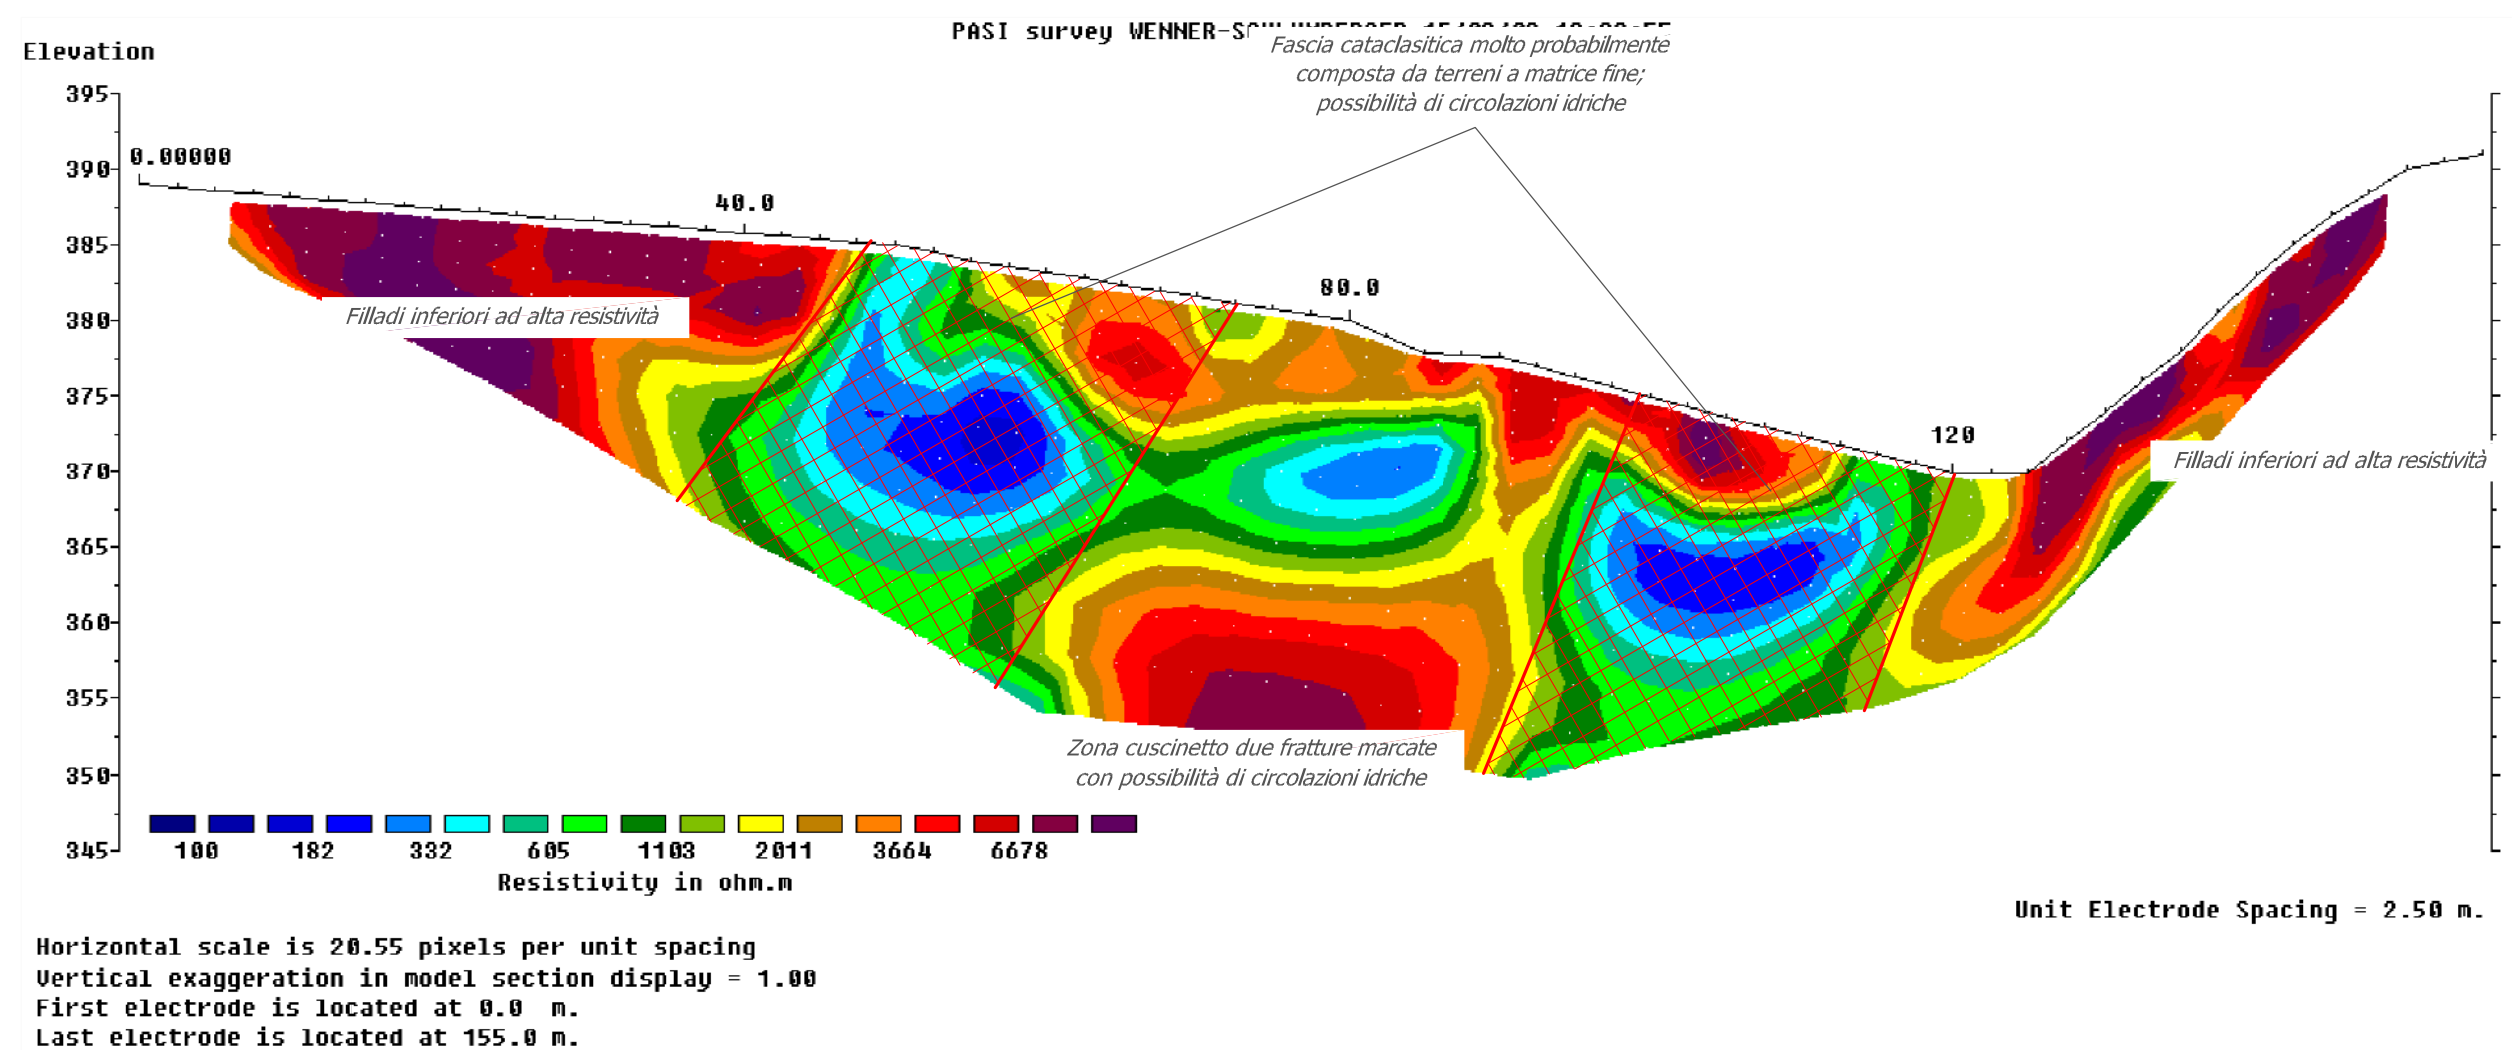 PASI survey WENNER-SCHLUMBERGER
Fascia cataclasitica molto probabilmente
composta da terreni a matrice fine;
possibilità di circolazioni idriche
Elevation
395
390
385
380
375
370
365
360
355
350
345
0.00000
40.0
80.0
120
Filladi inferiori ad alta resistività
Filladi inferiori ad alta resistività
Zona cuscinetto due fratture marcate
con possibilità di circolazioni idriche
100 182 332 605 1103 2011 3664 6678
Resistivity in ohm.m
Unit Electrode Spacing = 2.50 m.
Horizontal scale is 20.55 pixels per unit spacing
Vertical exaggeration in model section display = 1.00
First electrode is located at 0.0 m.
Last electrode is located at 155.0 m.